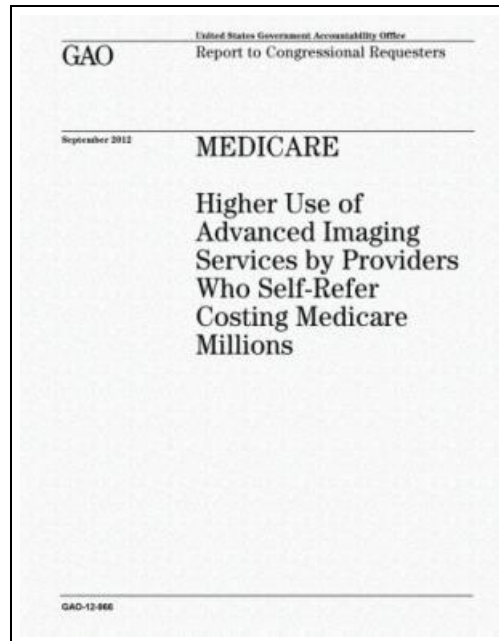 United States Government Accountability Office
GAO
Report to Congressional Requesters
September 2012
MEDICARE
Higher Use of
Advanced Imaging
Services by Providers
Who Self-Refer
Costing Medicare
Millions
GAO-12-966